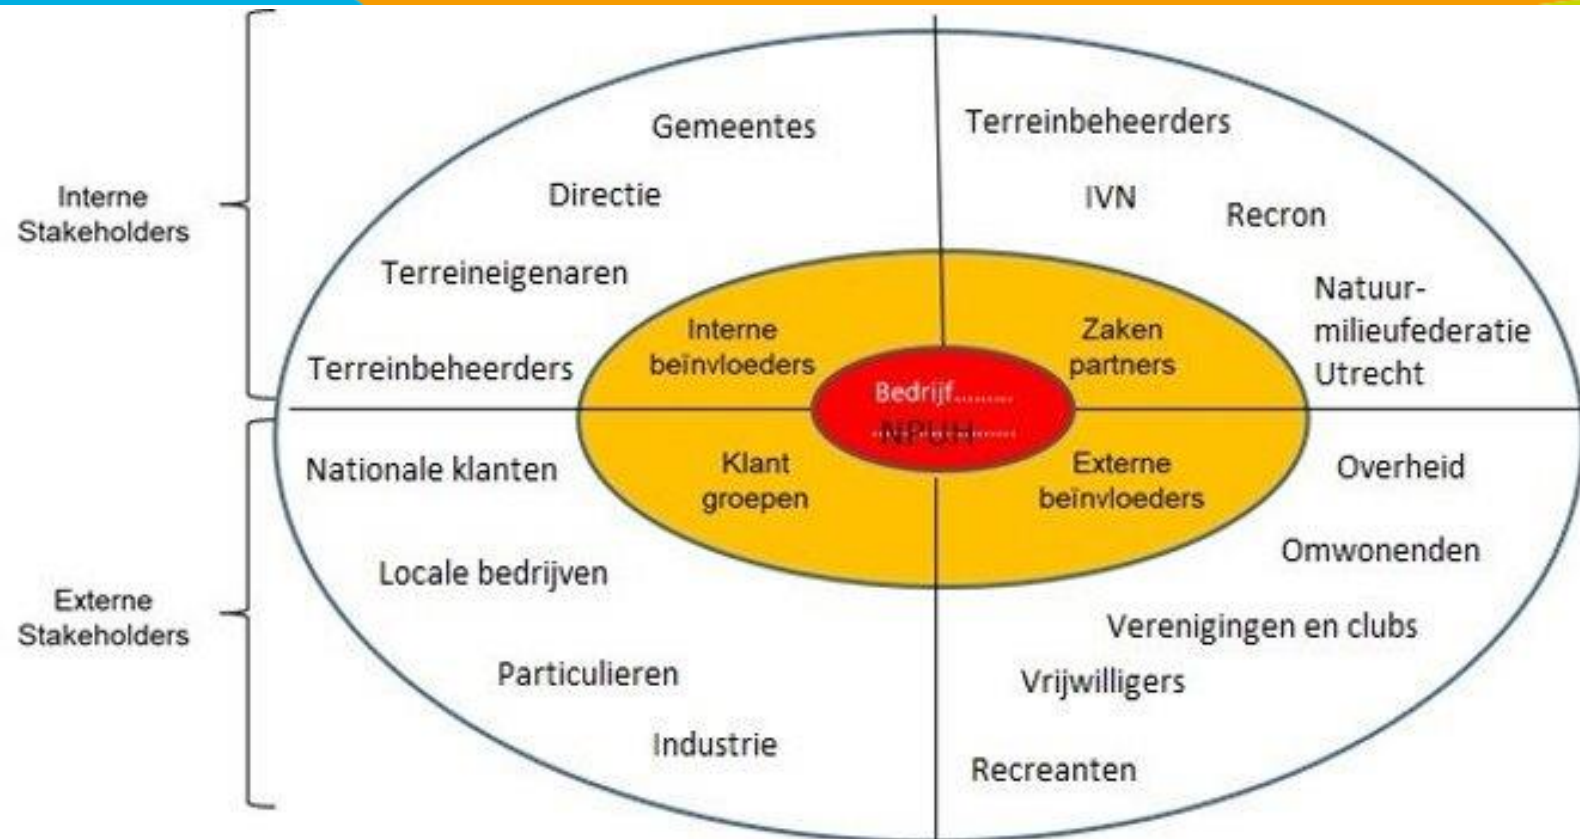 Gemeentes
Directie
Terreineigenaren
Terreinbeheerders
Terreinbeheerders
IVN
Recron
Natuur-
milieufederatie
Utrecht
Interne
Stakeholders
Interne
beïnvloeders
Zaken
partners
Bedrijf.........
NPUH
Klant
groepen
Externe
beïnvloeders
Externe
Stakeholders
Nationale klanten
Locale bedrijven
Particulieren
Industrie
Overheid
Omwonenden
Verenigingen en clubs
Vrijwilligers
Recreanten